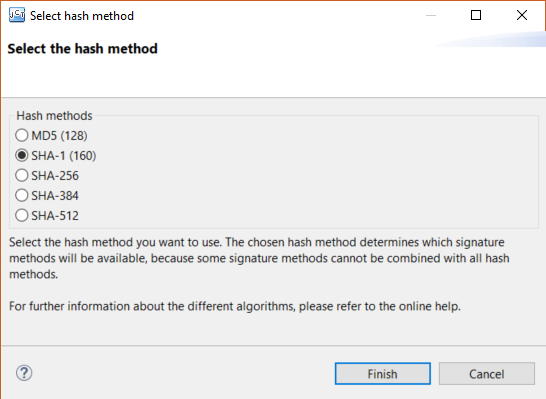 JCT Select hash method
Select the hash method
Hash methods
MD5 (128)
SHA-1 (160)
SHA-256
SHA-384
SHA-512
Select the hash method you want to use. The chosen hash method determines which signature
methods will be available, because some signature methods cannot be combined with all hash
methods.
For further information about the different algorithms, please refer to the online help.
? Finish Cancel